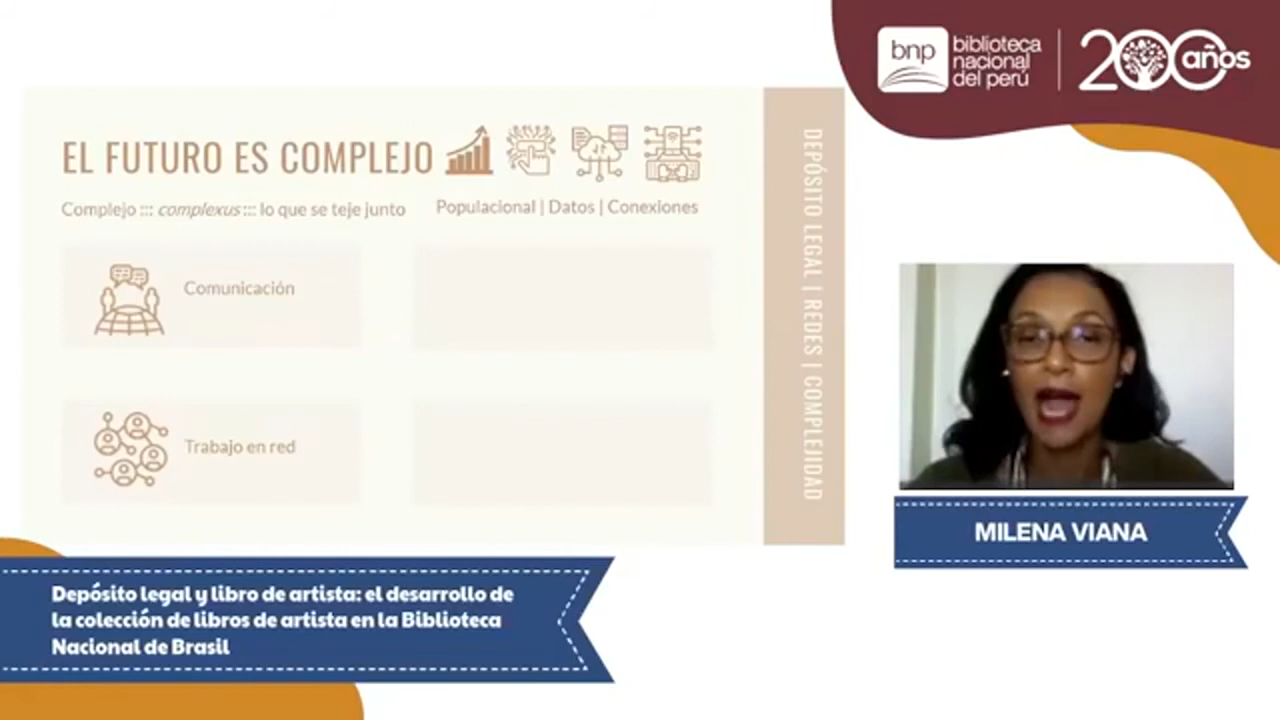 bnp
biblioteca
nacional
del perú
200 años
EL FUTURO ES COMPLEJO
Complejo ::: complexus ::: lo que se teje junto
Populacional | Datos | Conexiones
Comunicación
Trabajo en red
DEPÓSITO LEGAL | REDES | COMPLEJIDAD
MILENA VIANA
Depósito legal y libro de artista: el desarrollo de
la colección de libros de artista en la Biblioteca
Nacional de Brasil